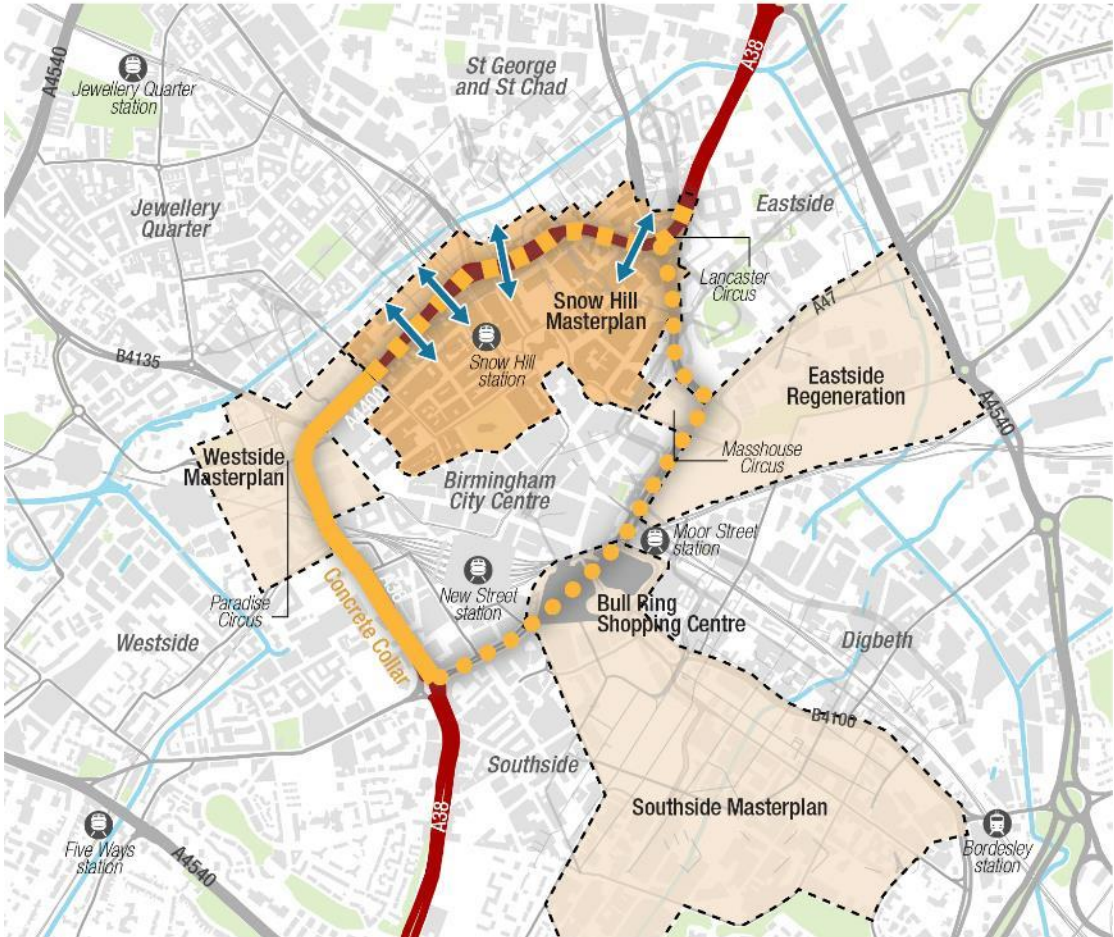 A4540
Jewellery Quarter
station
St George
and St Chad
A38
Jewellery
Quarter
Eastside
Lancaster
Circus
Snow Hill
Masterplan
Snow Hill
station
A47
B4135
Eastside
Regeneration
A4400
A4540
Westside
Masterplan
Masshouse
Circus
Birmingham
City Centre
Moor Street
station
New Street
station
Paradise
Circus
Concrete Collar
Bull Ring
Shopping Centre
Westside
Digbeth
B4100
Southside
Southside Masterplan
A38
Five Ways
station
A4540
Bordesley
station